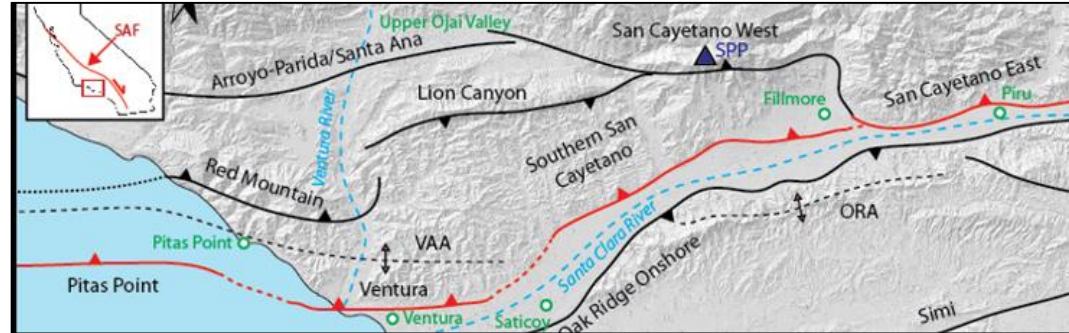 SAF
Upper Ojai Valley
San Cayetano West
SPP
Arroyo-Parida/Santa Ana
Lion Canyon
Fillmore
San Cayetano East
Piru
Ventura River
Southern San
Cayetano
Red Mountain
Pitas Point
VAA
ORA
Santa Clara River
Pitas Point
Ventura
Ventura
Saticoy
Oak Ridge Onshore
Simi